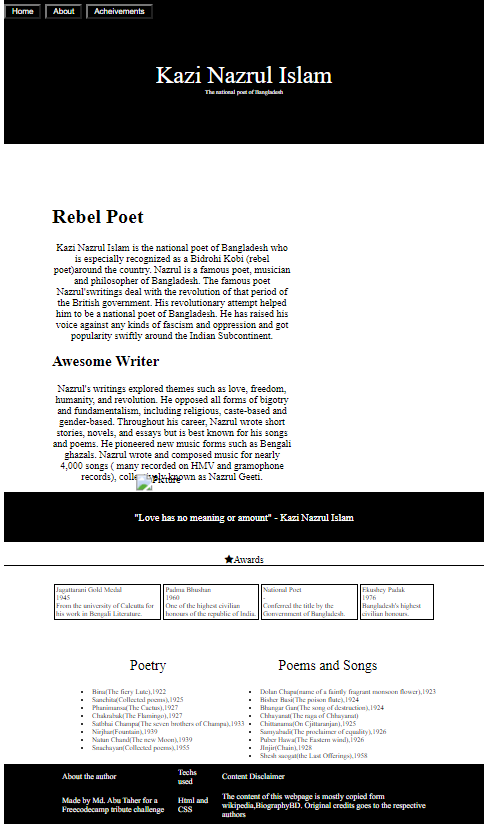 Home About Acheivements
Kazi Nazrul Islam
The national poet of Bangladesh
Rebel Poet
Kazi Nazrul Islam is the national poet of Bangladesh who
is especially recognized as a Bidrohi Kobi (rebel
poet)around the country. Nazrul is a famous poet, musician
and philosopher of Bangladesh. The famous poet
Nazrul'swritings deal with the revolution of that period of
the British government. His revolutionary attempt helped
him to be a national poet of Bangladesh. He has raised his
voice against any kinds of fascism and oppression and got
popularity swiftly around the Indian Subcontinent.
Awesome Writer
Nazrul's writings explored themes such as love, freedom,
humanity, and revolution. He opposed all forms of bigotry
and fundamentalism, including religious, caste-based and
gender-based. Throughout his career, Nazrul wrote short
stories, novels, and essays but is best known for his songs
and poems. He pioneered new music forms such as Bengali
ghazals. Nazrul wrote and composed music for nearly
4,000 songs ( many recorded on HMV and gramophone
records), collectively known as Nazrul Geeti.
Picture
"Love has no meaning or amount" - Kazi Nazrul Islam
Awards
Jagattarani Gold Medal
1945
From the university of Calcutta for
his work in Bengali Literature.
Padma Bhushan
1960
One of the highest civilian
honours of the republic of India.
National Poet
-
Conferred the title by the
Government of Bangladesh.
Ekushey Padak
1976
Bangladesh's highest
civilian honours.
Poetry
Bina(The fiery Lute),1922
Sanchita(Collected poems),1925
Phanimansa(The Cactus),1927
Chakrabak(The Flamingo),1927
Satbhai Champa(The seven brothers of Champa),1933
Nirjhar(Fountain),1939
Natun Chand(The new Moon),1939
Snachayan(Collected poems),1955
Poems and Songs
Dolan Chapa(name of a faintly fragrant monsoon flower),1923
Bisher Basi(The poison flute),1924
Bhangar Gan(The song of destruction),1924
Chhayanat(The raga of Chhayanat)
Chittanama(On Cjittaranjan),1925
Samyabadi(The proclaimer of equality),1926
Puber Hawa(The Eastern wind),1926
JInjir(Chain),1928
Shesh saogat(the Last Offerings),1958
About the author
Made by Md. Abu Taher for a
Freecodecamp tribute challenge
Techs
used
Html and
CSS
Content Disclaimer
The content of this webpage is mostly copied form
wikipedia,BiographyBD. Original credits goes to the respective
authors